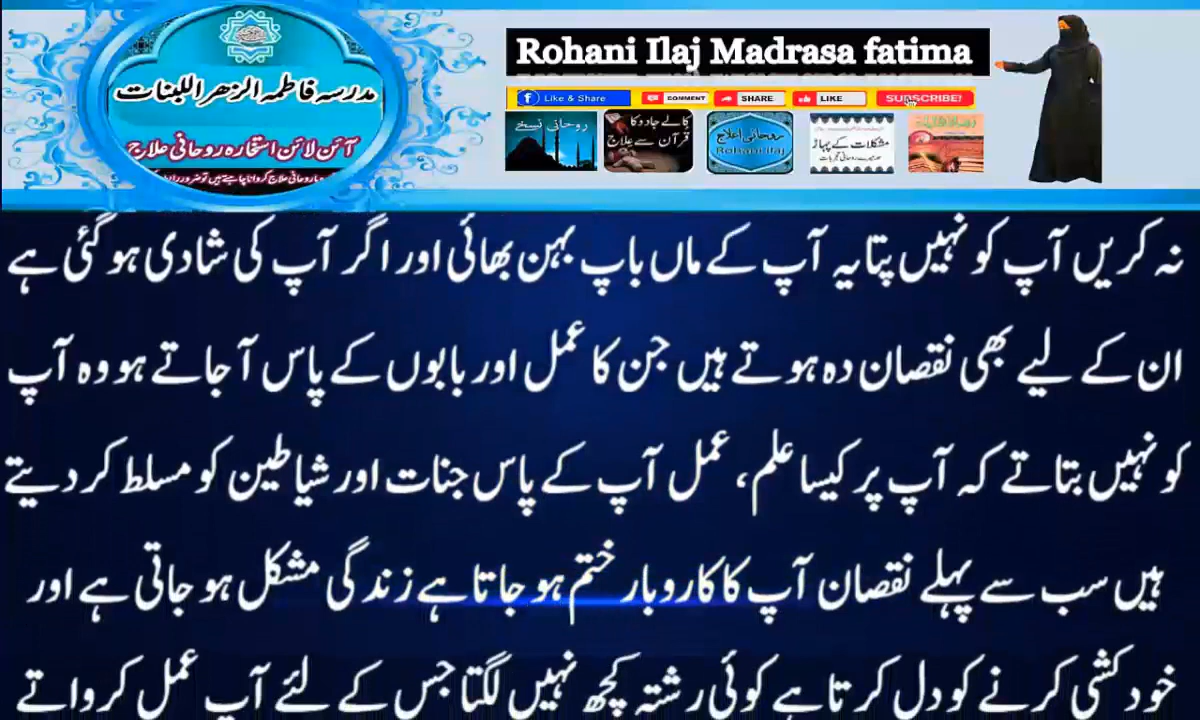 مدرسہ فاطمہ الزہرا للبنات
آئن لائن استخارہ روحانی علاج
Rohani Ilaj Madrasa fatima
Like & Share
COMMENT
SHARE
LIKE
SUBSCRIBE!
روحانی نسخے
کالے جادو کا
قرآن سے علاج
روحانی اعلاج
Rohani ilaj
مشکلات کے پہاڑ
نہ کریں آپ کو نہیں پتا یہ آپ کے ماں باپ بہن بھائی اور اگر آپ کی شادی ہو گئی ہے
ان کے لیے بھی نقصان دہ ہوتے ہیں جن کا عمل اور بابوں کے پاس آ جاتے ہو وہ آپ
کو نہیں بتاتے کہ آپ پر کیسا علم، عمل آپ کے پاس جنات اور شیاطین کو مسلط کر دیتے
ہیں سب سے پہلے نقصان آپ کا کاروبار ختم ہو جاتا ہے زندگی مشکل ہو جاتی ہے اور
خودکشی کرنے کو دل کرتا ہے کوئی رشتہ کچھ نہیں لگتا جس کے لئے آپ عمل کرواتے